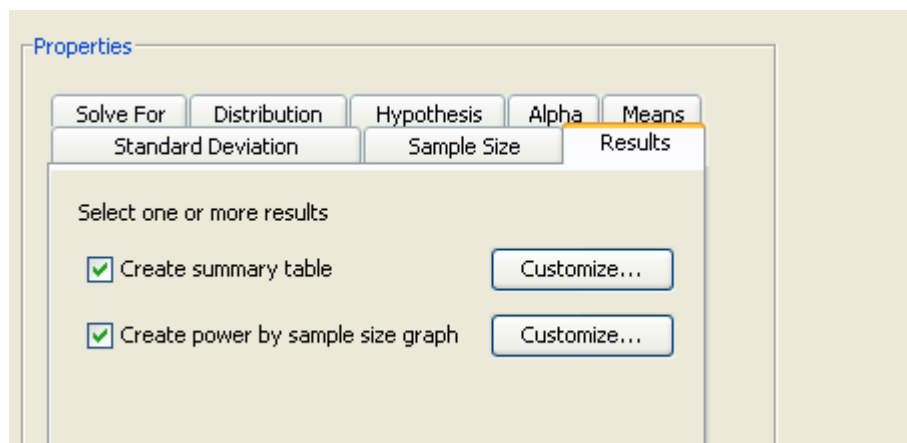 Properties
Solve For Distribution Hypothesis Alpha Means
Standard Deviation Sample Size Results
Select one or more results
Create summary table Customize...
Create power by sample size graph Customize...